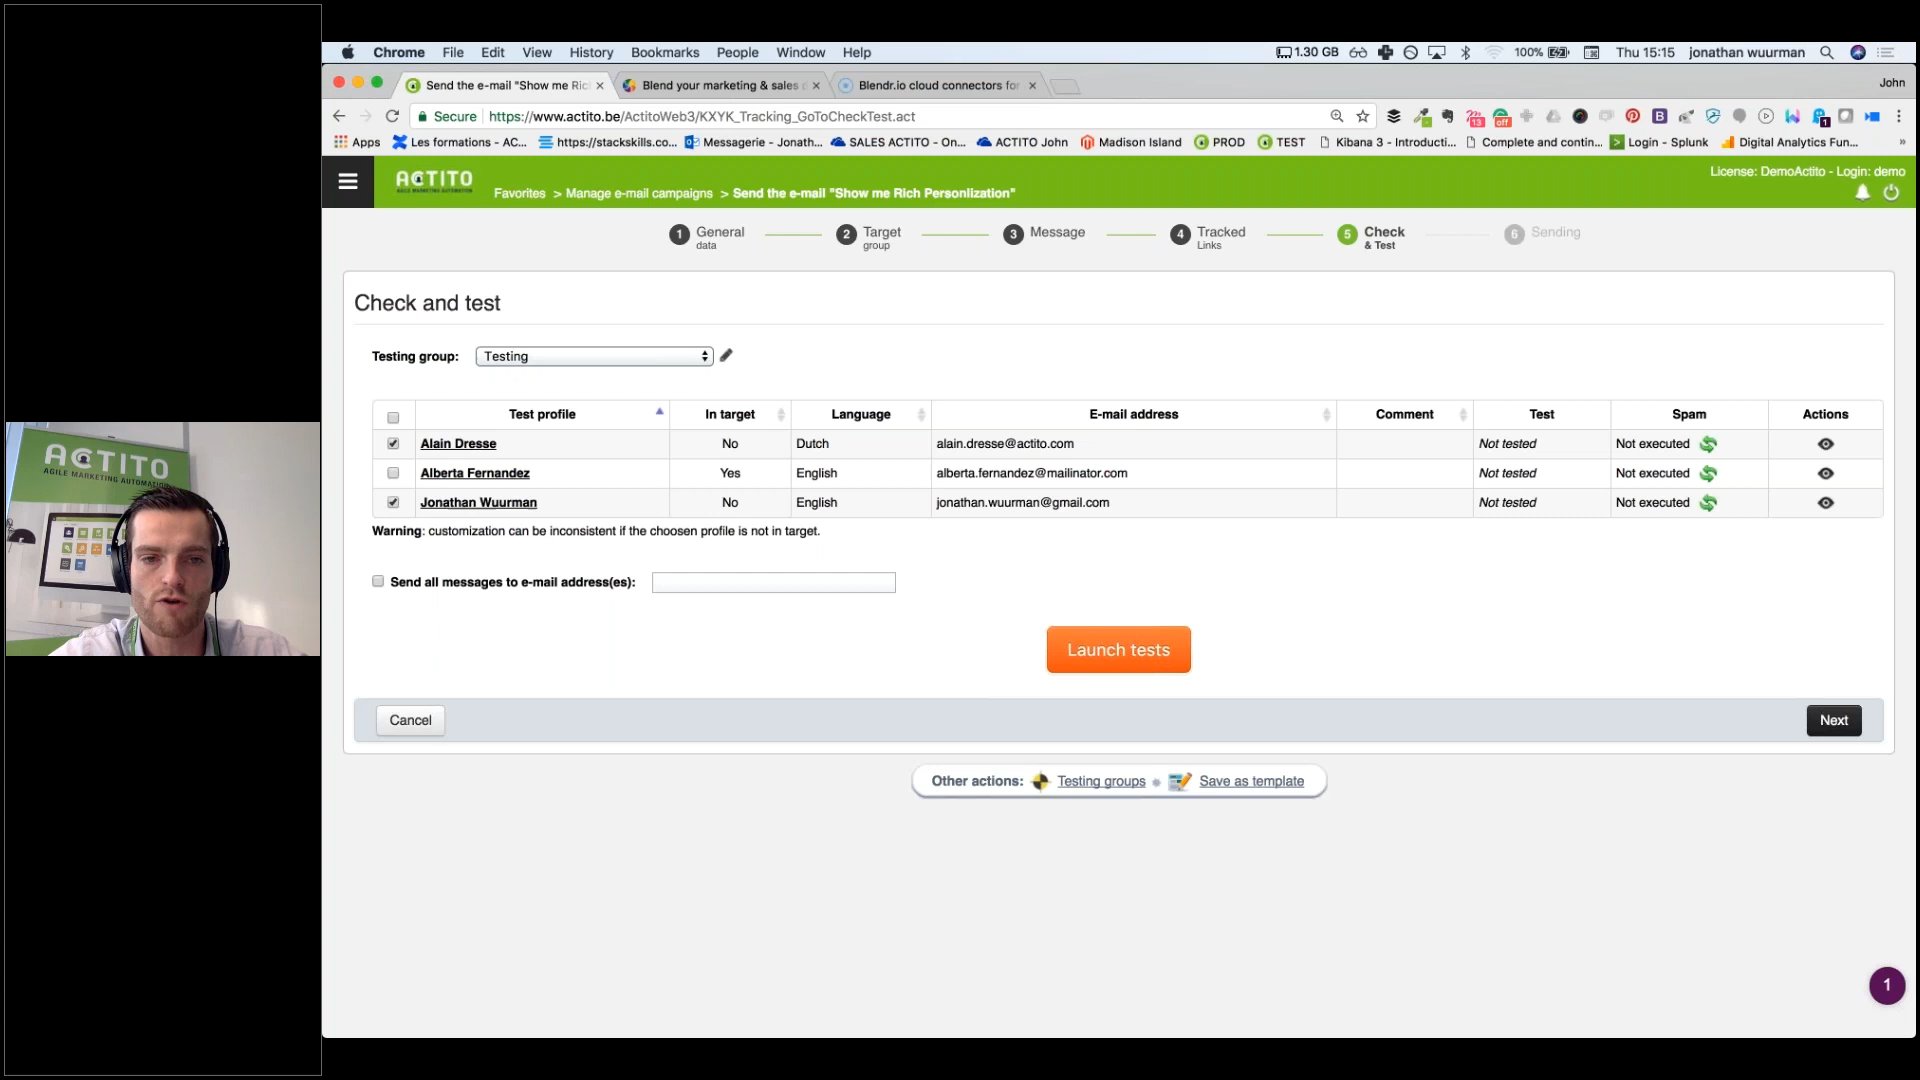 Chrome File Edit View History Bookmarks People Window Help 1.30 GB 100% Thu 15:15 jonathan wuurman
Send the e-mail "Show me Ric Blend your marketing & sales Blendr.io cloud connectors for John
Secure https://www.actito.be/ActitoWeb3/KXYK_Tracking_GoToCheckTest.act
Apps Les formations - AC... https://stackskills.co... Messagerie - Jonath... SALES ACTITO - On... ACTITO John Madison Island PROD TEST Kibana 3 - Introducti... Complete and contin... Login - Splunk Digital Analytics Fun... »
ACTITO
AGILE MARKETING AUTOMATION
Favorites > Manage e-mail campaigns > Send the e-mail "Show me Rich Personlization"
License: DemoActito - Login: demo
1 General data
2 Target group
3 Message
4 Tracked Links
5 Check & Test
6 Sending
Check and test
Testing group: Testing
Test profile In target Language E-mail address Comment Test Spam Actions
Alain Dresse No Dutch alain.dresse@actito.com Not tested Not executed
Alberta Fernandez Yes English alberta.fernandez@mailinator.com Not tested Not executed
Jonathan Wuurman No English jonathan.wuurman@gmail.com Not tested Not executed
Warning: customization can be inconsistent if the choosen profile is not in target.
Send all messages to e-mail address(es):
Launch tests
Cancel Next
Other actions: Testing groups Save as template
1
ACTITO
AGILE MARKETING AUTOMATION